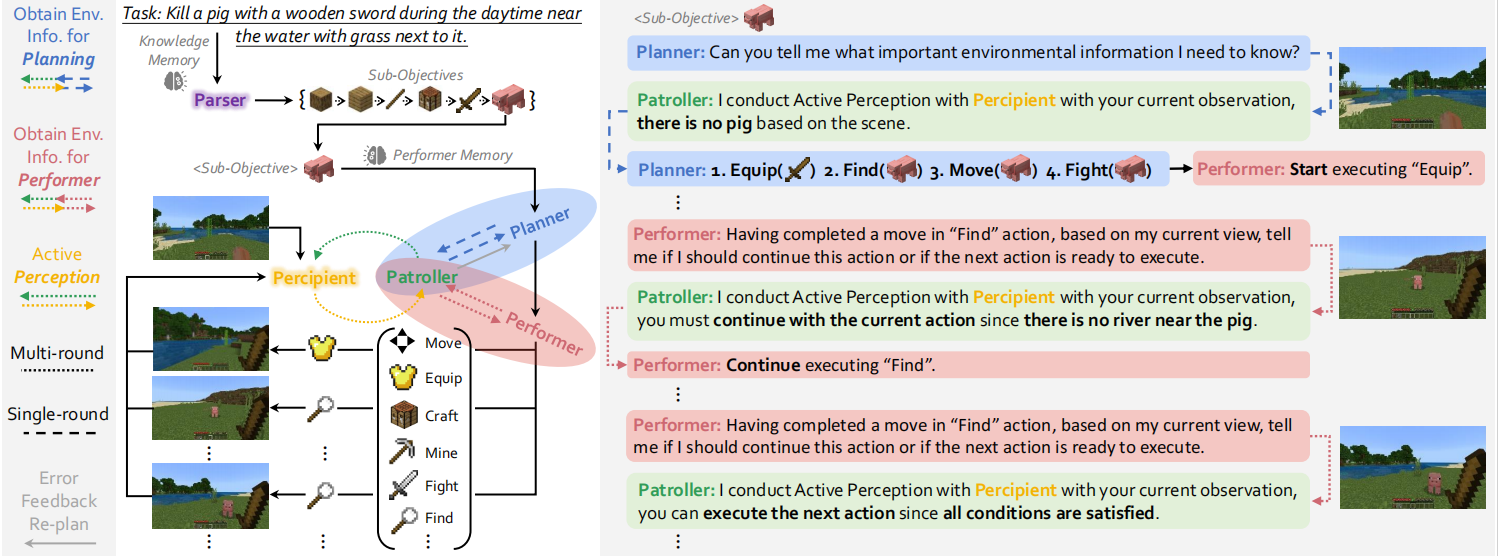 Obtain Env.
Info. for
Planning
Obtain Env.
Info. for
Performer
Active
Perception
Multi-round
Single-round
Error
Feedback
Re-plan
Task: Kill a pig with a wooden sword during the daytime near
the water with grass next to it.
Knowledge
Memory
Parser
Sub-Objectives
{ }
<Sub-Objective>
Performer Memory
Planner
Percipient
Patroller
Performer
Move
Equip
Craft
Mine
Fight
Find
<Sub-Objective>
Planner: Can you tell me what important environmental information I need to know?
Patroller: I conduct Active Perception with Percipient with your current observation,
there is no pig based on the scene.
Planner: 1. Equip( ) 2. Find( ) 3. Move( ) 4. Fight( )
Performer: Start executing “Equip”.
Performer: Having completed a move in “Find” action, based on my current view, tell
me if I should continue this action or if the next action is ready to execute.
Patroller: I conduct Active Perception with Percipient with your current observation,
you must continue with the current action since there is no river near the pig.
Performer: Continue executing “Find”.
Performer: Having completed a move in “Find” action, based on my current view, tell
me if I should continue this action or if the next action is ready to execute.
Patroller: I conduct Active Perception with Percipient with your current observation,
you can execute the next action since all conditions are satisfied.